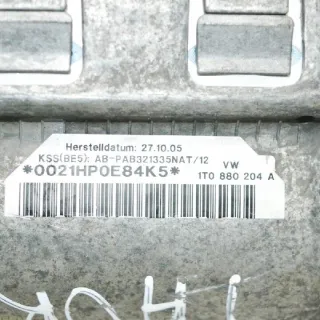 Herstelldatum: 27.10.05
KSS(BE5): AB-PAB321335NAT/12 VW
*0021HP0E84K5* 1T0 880 204 A